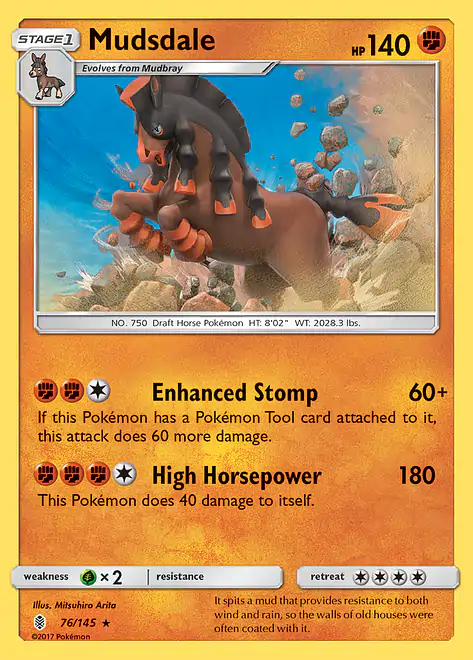 STAGE1
Mudsdale
HP 140
Evolves from Mudbray
NO. 750 Draft Horse Pokémon HT: 8'02" WT: 2028.3 lbs.
Enhanced Stomp 60+
If this Pokémon has a Pokémon Tool card attached to it,
this attack does 60 more damage.
High Horsepower 180
This Pokémon does 40 damage to itself.
weakness × 2 resistance retreat
Illus. Mitsuhiro Arita
76/145 ★
©2017 Pokémon
It spits a mud that provides resistance to both
wind and rain, so the walls of old houses were
often coated with it.